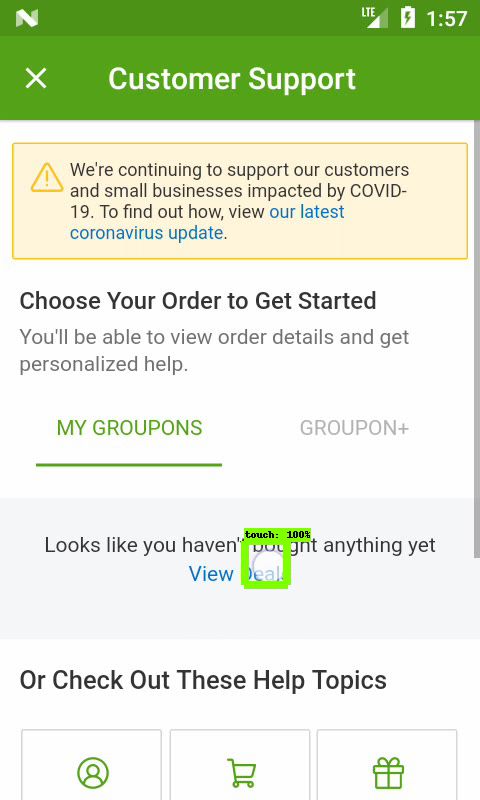 LTE 1:57
Customer Support
We're continuing to support our customers
and small businesses impacted by COVID-
19. To find out how, view our latest
coronavirus update.
Choose Your Order to Get Started
You'll be able to view order details and get
personalized help.
MY GROUPONS GROUPON+
touch: 100%
Looks like you haven't bought anything yet
View Deals
Or Check Out These Help Topics